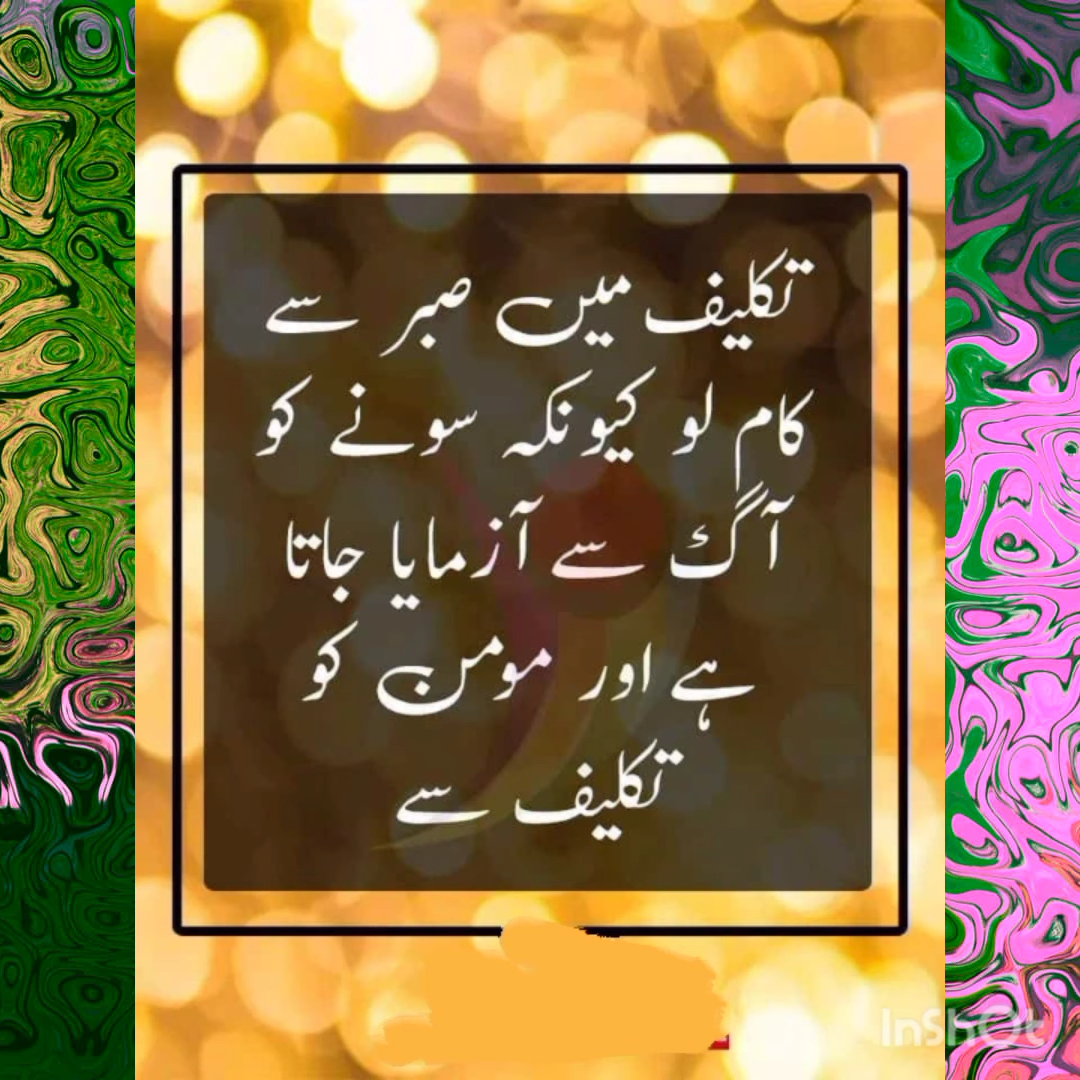 تکلیف میں صبر سے
کام لو کیونکہ سونے کو
آگ سے آزمایا جاتا
ہے اور مومن کو
تکلیف سے
InShOt